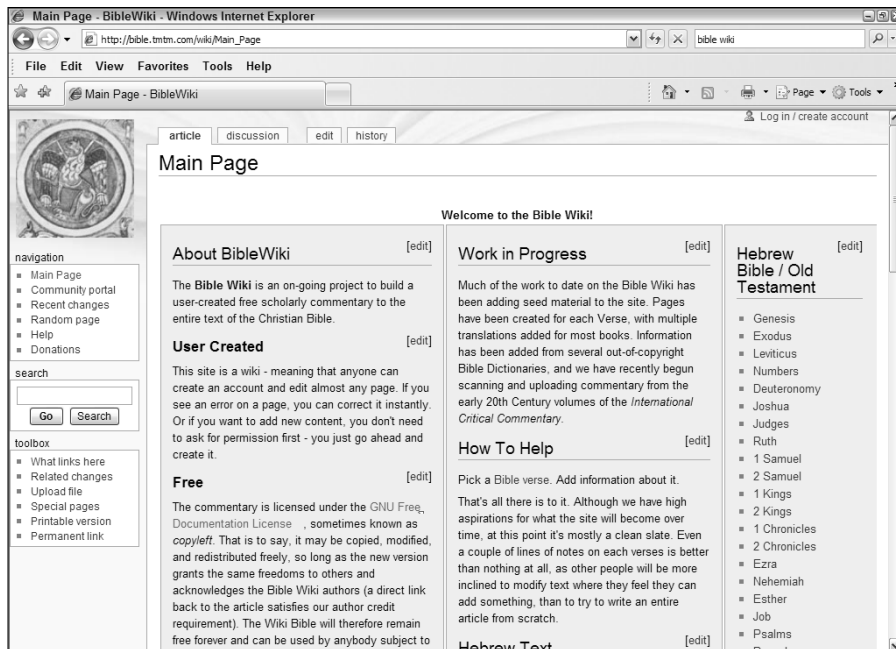 Main Page - BibleWiki - Windows Internet Explorer
http://bible.tmtm.com/wiki/Main_Page
bible wiki
File Edit View Favorites Tools Help
Main Page - BibleWiki
Page
Tools
Log in / create account
article discussion edit history
Main Page
Welcome to the Bible Wiki!
navigation
Main Page
Community portal
Recent changes
Random page
Help
Donations
search
Go Search
toolbox
What links here
Related changes
Upload file
Special pages
Printable version
Permanent link
About BibleWiki [edit]
The Bible Wiki is an on-going project to build a
user-created free scholarly commentary to the
entire text of the Christian Bible.
User Created [edit]
This site is a wiki - meaning that anyone can
create an account and edit almost any page. If you
see an error on a page, you can correct it instantly.
Or if you want to add new content, you don't need
to ask for permission first - you just go ahead and
create it.
Free [edit]
The commentary is licensed under the GNU Free
Documentation License , sometimes known as
copyleft. That is to say, it may be copied, modified,
and redistributed freely, so long as the new version
grants the same freedoms to others and
acknowledges the Bible Wiki authors (a direct link
back to the article satisfies our author credit
requirement). The Wiki Bible will therefore remain
free forever and can be used by anybody subject to
Work in Progress [edit]
Much of the work to date on the Bible Wiki has
been adding seed material to the site. Pages
have been created for each Verse, with multiple
translations added for most books. Information
has been added from several out-of-copyright
Bible Dictionaries, and we have recently begun
scanning and uploading commentary from the
early 20th Century volumes of the International
Critical Commentary.
How To Help [edit]
Pick a Bible verse. Add information about it.
That's all there is to it. Although we have high
aspirations for what the site will become over
time, at this point it's mostly a clean slate. Even
a couple of lines of notes on each verses is better
than nothing at all, as other people will be more
inclined to modify text where they feel they can
add something, than to try to write an entire
article from scratch.
Hebrew Text [edit]
Hebrew [edit]
Bible / Old
Testament
Genesis
Exodus
Leviticus
Numbers
Deuteronomy
Joshua
Judges
Ruth
1 Samuel
2 Samuel
1 Kings
2 Kings
1 Chronicles
2 Chronicles
Ezra
Nehemiah
Esther
Job
Psalms